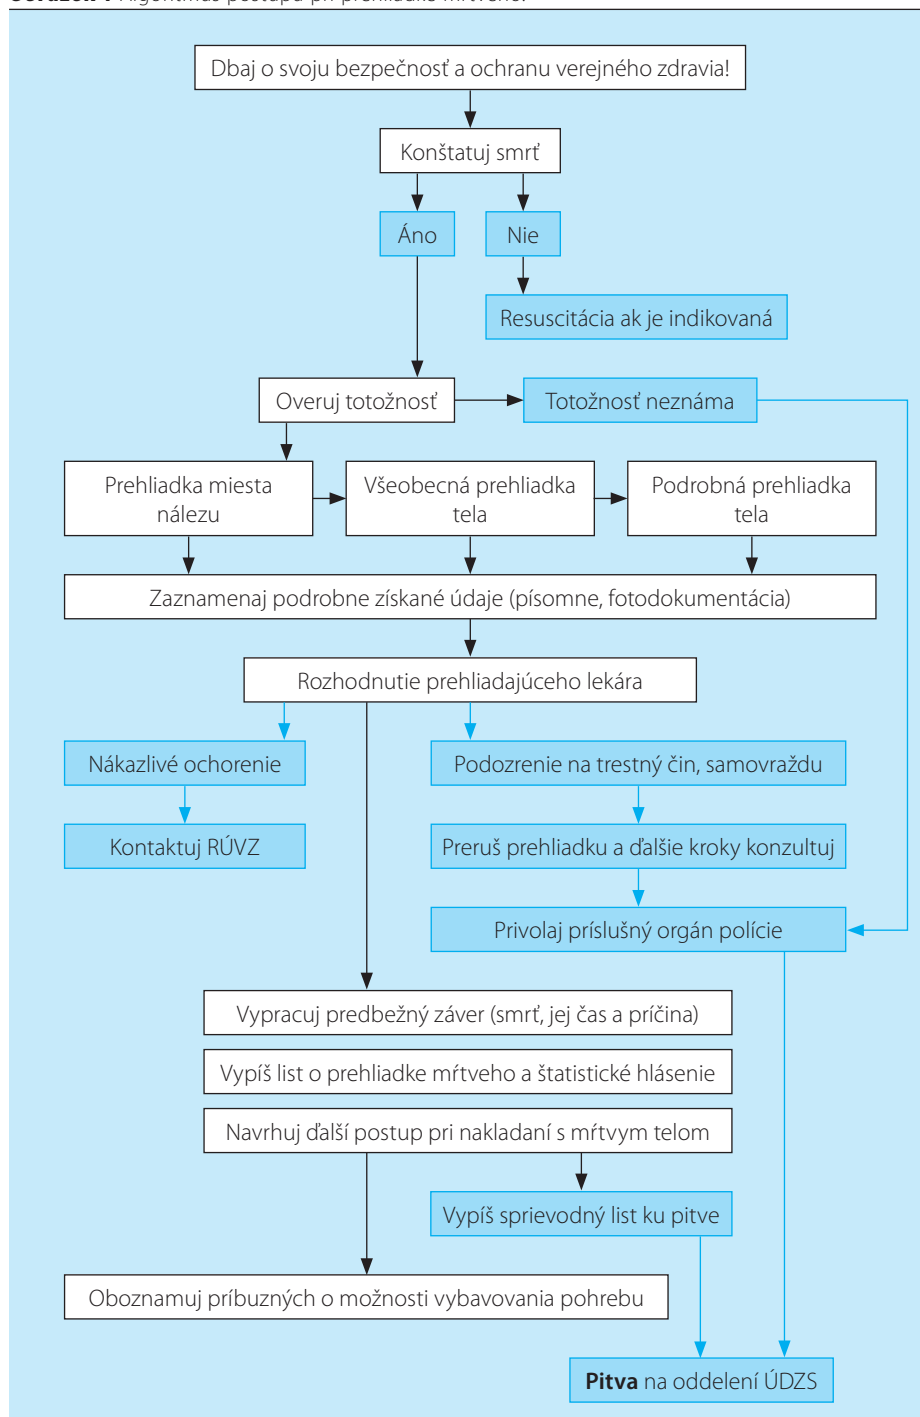 Dbaj o svoju bezpečnosť a ochranu verejného zdravia!
Konštatuj smrť
Áno
Nie
Resuscitácia ak je indikovaná
Overuj totožnosť
Totožnosť neznáma
Prehliadka miesta
nálezu
Všeobecná prehliadka
tela
Podrobná prehliadka
tela
Zaznamenaj podrobne získané údaje (písomne, fotodokumentácia)
Rozhodnutie prehliadajúceho lekára
Nákazlivé ochorenie
Podozrenie na trestný čin, samovraždu
Kontaktuj RÚVZ
Preruš prehliadku a ďalšie kroky konzultuj
Privolaj príslušný orgán polície
Vypracuj predbežný záver (smrť, jej čas a príčina)
Vypíš list o prehliadke mŕtveho a štatistické hlásenie
Navrhuj ďalší postup pri nakladaní s mŕtvym telom
Vypíš sprievodný list ku pitve
Oboznamuj príbuzných o možnosti vybavovania pohrebu
Pitva na oddelení ÚDZS